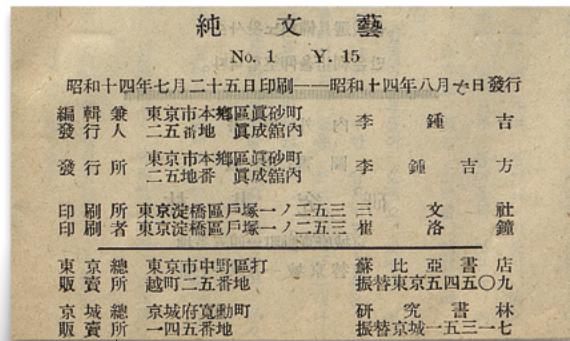 純文藝
No. 1 Y. 15
昭和十四年七月二十五日印刷——昭和十四年八月七日發行
編輯兼 東京市本鄕區眞砂町
發行人 二五番地 眞成舘內 李鍾吉
發行所 東京市本鄕區眞砂町
二五地番 眞成舘內 李鍾吉方
印刷所 東京淀橋區戶塚一ノ二五三 三文社
印刷者 東京淀橋區戶塚一ノ二五三 崔洛鐘
東京總 東京市中野區打 蘇比亞書店
販賣所 越町二五番地 振替東京五四五〇九
京城總 京城府寬勳町 硏究書林
販賣所 一四五番地 振替京城一五三一七